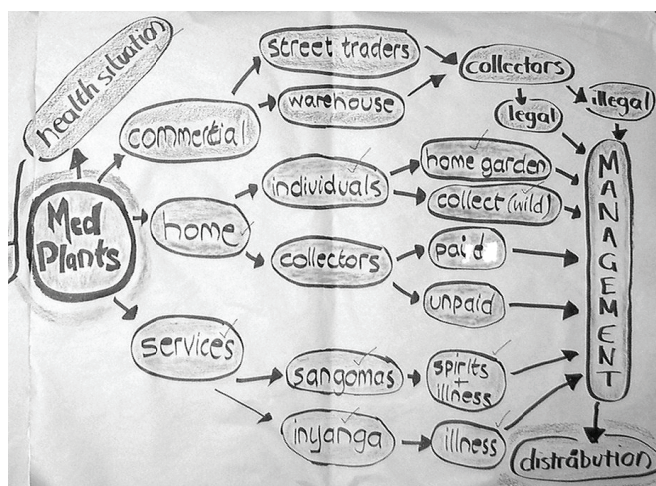 health situation
street traders
collectors
warehouse
illegal
commercial
legal
home garden
individuals
collect (wild)
Med
Plants
home
paid
collectors
unpaid
MANAGEMENT
services
sangomas
spirits
+
illness
inyanga
illness
distribution